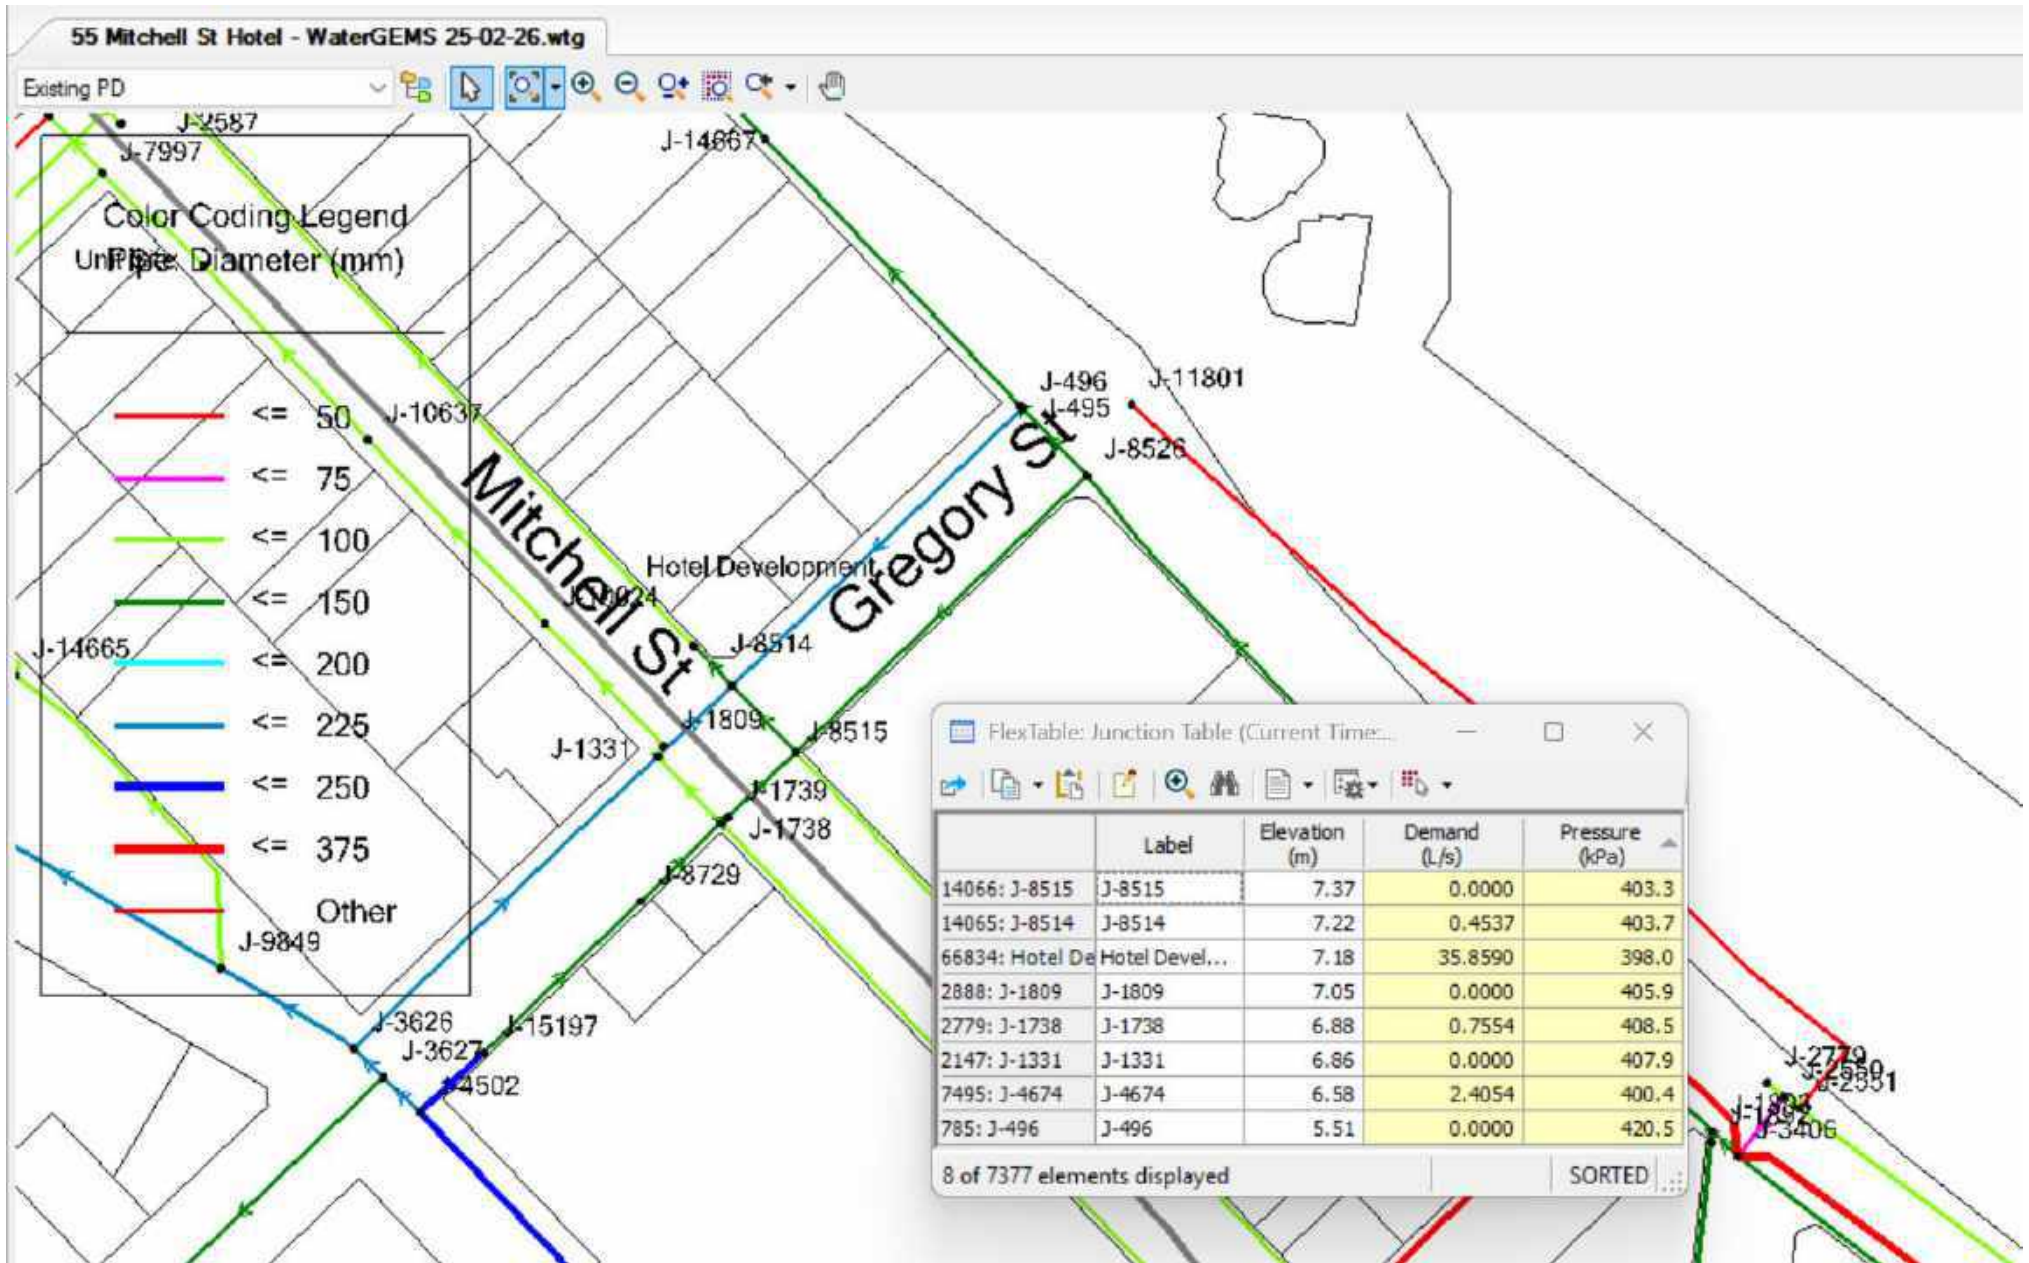 55 Mitchell St Hotel - WaterGEMS 25-02-26.wtg
Existing PD
J-2587
J-7997
J-14667
Color Coding Legend
Pipe: Diameter (mm)
<= 50
<= 75
<= 100
<= 150
<= 200
<= 225
<= 250
<= 375
Other
J-10637
J-496
J-11801
J-495
J-8526
Mitchell St
Gregory St
Hotel Development
J-8514
J-14665
J-1809
J-8515
J-1331
J-1739
J-1738
J-8729
J-9849
J-3626
J-15197
J-3627
J-4502
J-2779
J-3406
FlexTable: Junction Table (Current Time:...
Label Elevation (m) Demand (L/s) Pressure (kPa)
14066: J-8515 J-8515 7.37 0.0000 403.3
14065: J-8514 J-8514 7.22 0.4537 403.7
66834: Hotel De Hotel Devel... 7.18 35.8590 398.0
2888: J-1809 J-1809 7.05 0.0000 405.9
2779: J-1738 J-1738 6.88 0.7554 408.5
2147: J-1331 J-1331 6.86 0.0000 407.9
7495: J-4674 J-4674 6.58 2.4054 400.4
785: J-496 J-496 5.51 0.0000 420.5
8 of 7377 elements displayed
SORTED